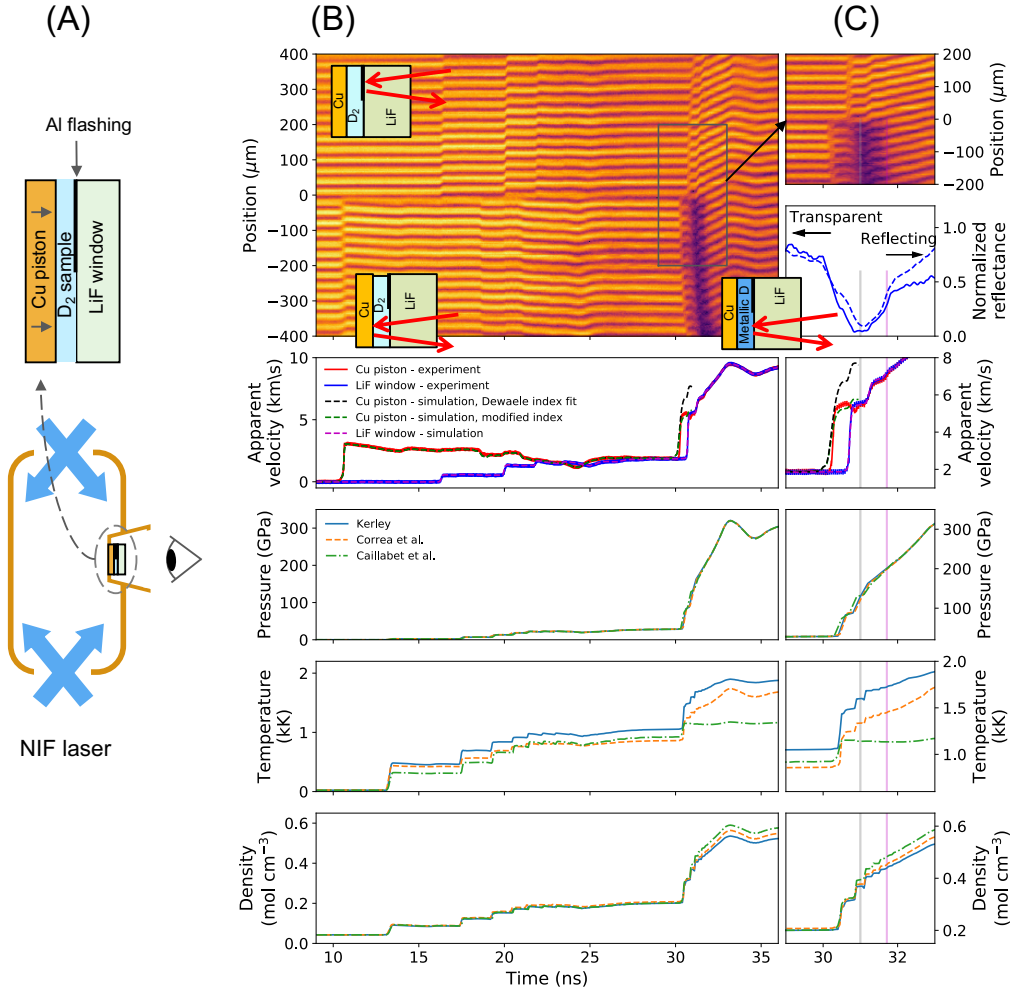 (A)
(B)
(C)
Al flashing
Cu piston
D₂ sample
LiF window
NIF laser
400
300
200
100
0
−100
−200
−300
−400
Position (μm)
Cu
D₂
LiF
Cu
D₂
LiF
Cu
Metallic D
LiF
200
100
0
−100
−200
Position (μm)
Transparent
Reflecting
1.0
0.5
0.0
Normalized
reflectance
10
5
0
Apparent
velocity (km/s)
Cu piston - experiment
LiF window - experiment
Cu piston - simulation, Dewaele index fit
Cu piston - simulation, modified index
LiF window - simulation
8
6
4
2
Apparent
velocity (km/s)
300
200
100
0
Pressure (GPa)
Kerley
Correa et al.
Caillabet et al.
300
200
100
Pressure (GPa)
2
1
0
Temperature
(kK)
2.0
1.5
1.0
Temperature
(kK)
0.6
0.4
0.2
0.0
Density
(mol cm⁻³)
0.6
0.4
0.2
Density
(mol cm⁻³)
10 15 20 25 30 35
Time (ns)
30 32